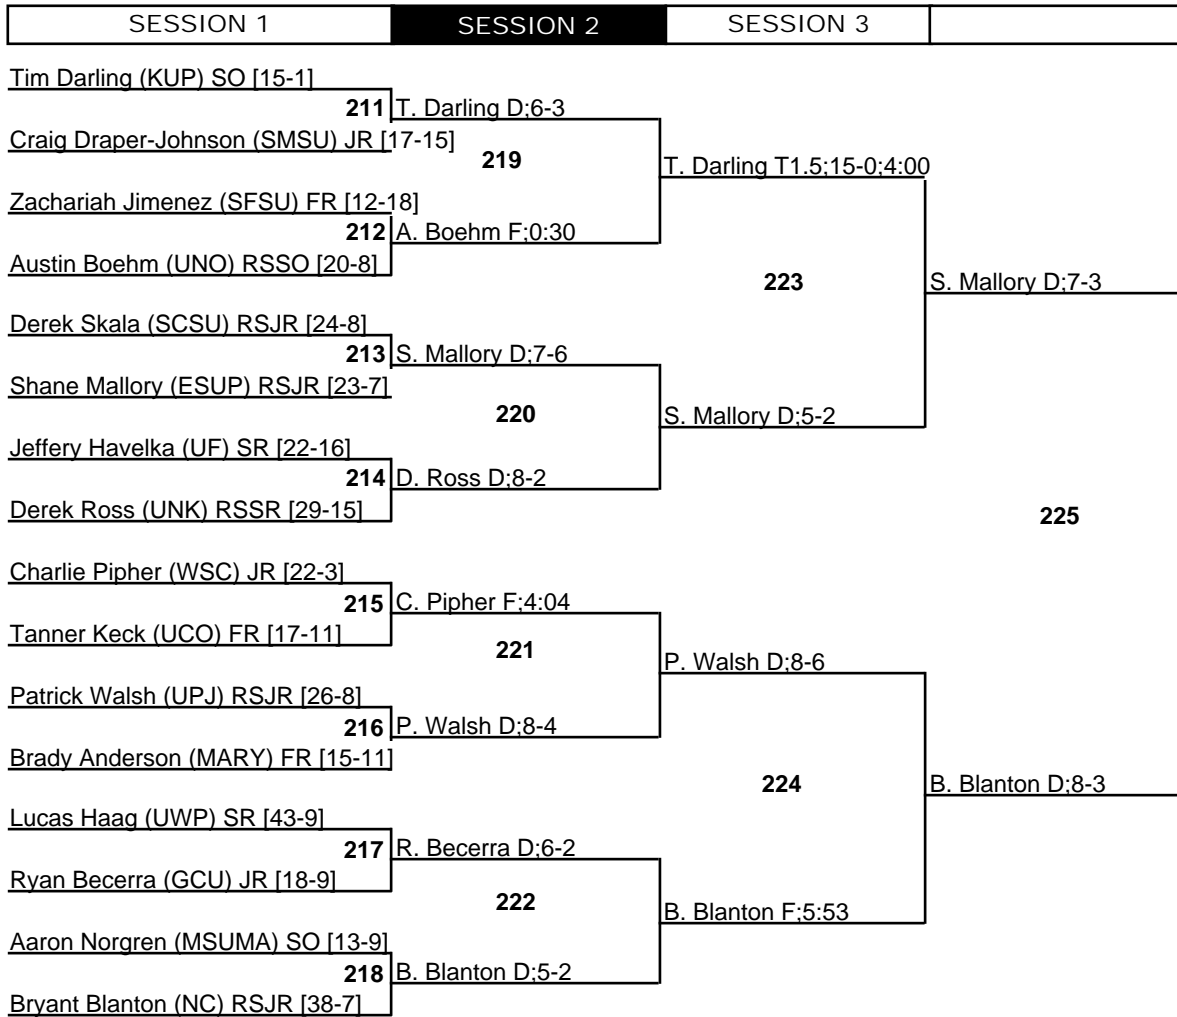 SESSION 1
SESSION 2
SESSION 3
Tim Darling (KUP) SO [15-1]
211 T. Darling D;6-3
Craig Draper-Johnson (SMSU) JR [17-15]
219
T. Darling T1.5;15-0;4:00
Zachariah Jimenez (SFSU) FR [12-18]
212 A. Boehm F;0:30
Austin Boehm (UNO) RSSO [20-8]
223
S. Mallory D;7-3
Derek Skala (SCSU) RSJR [24-8]
213 S. Mallory D;7-6
Shane Mallory (ESUP) RSJR [23-7]
220
S. Mallory D;5-2
Jeffery Havelka (UF) SR [22-16]
214 D. Ross D;8-2
Derek Ross (UNK) RSSR [29-15]
225
Charlie Pipher (WSC) JR [22-3]
215 C. Pipher F;4:04
Tanner Keck (UCO) FR [17-11]
221
P. Walsh D;8-6
Patrick Walsh (UPJ) RSJR [26-8]
216 P. Walsh D;8-4
Brady Anderson (MARY) FR [15-11]
224
B. Blanton D;8-3
Lucas Haag (UWP) SR [43-9]
217 R. Becerra D;6-2
Ryan Becerra (GCU) JR [18-9]
222
B. Blanton F;5:53
Aaron Norgren (MSUMA) SO [13-9]
218 B. Blanton D;5-2
Bryant Blanton (NC) RSJR [38-7]